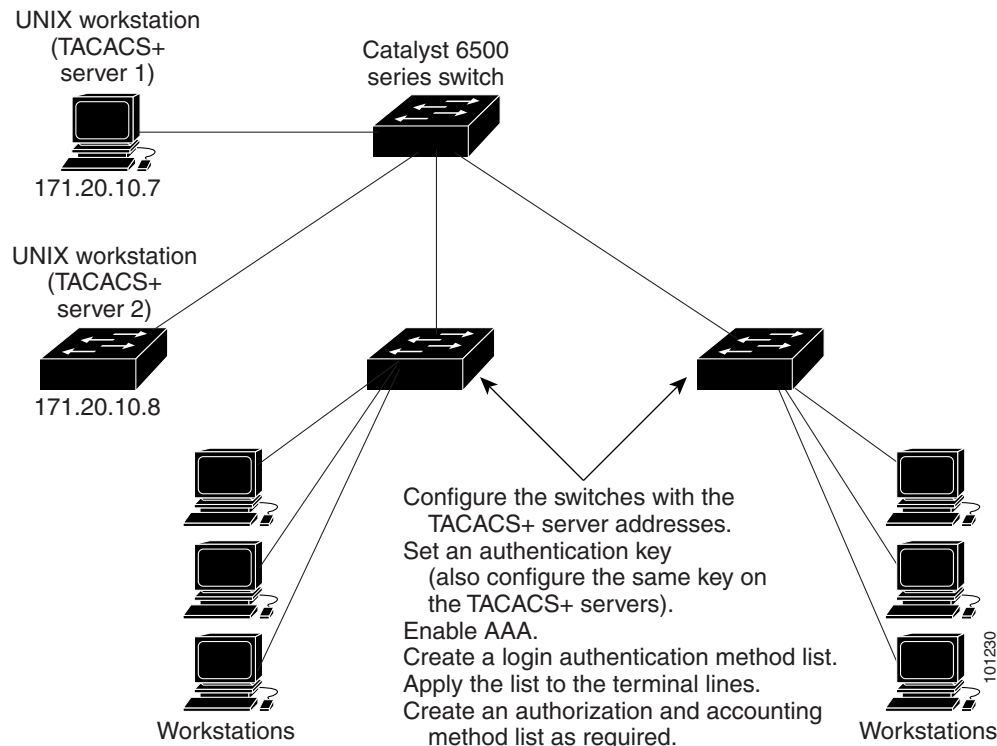 UNIX workstation
(TACACS+
server 1)
Catalyst 6500
series switch
171.20.10.7
UNIX workstation
(TACACS+
server 2)
171.20.10.8
Configure the switches with the
TACACS+ server addresses.
Set an authentication key
(also configure the same key on
the TACACS+ servers).
Enable AAA.
Create a login authentication method list.
Apply the list to the terminal lines.
Create an authorization and accounting
method list as required.
Workstations
Workstations
101230